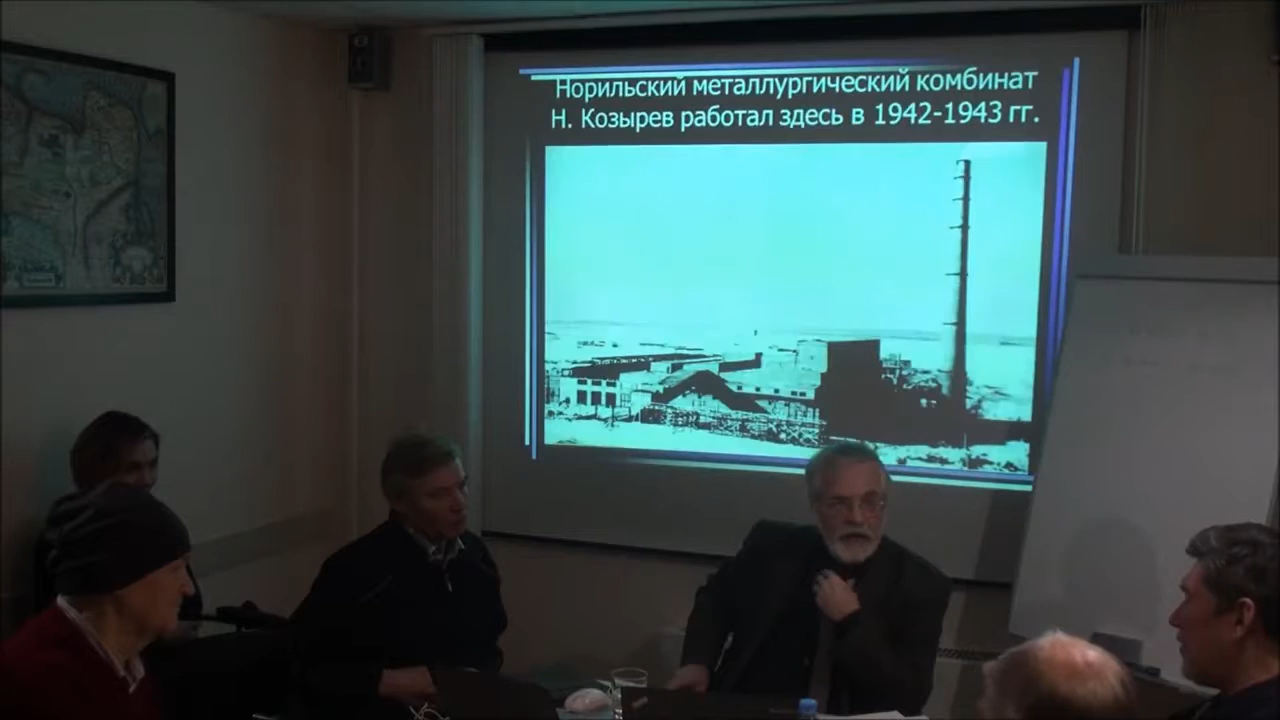 Норильский металлургический комбинат
Н. Козырев работал здесь в 1942-1943 гг.